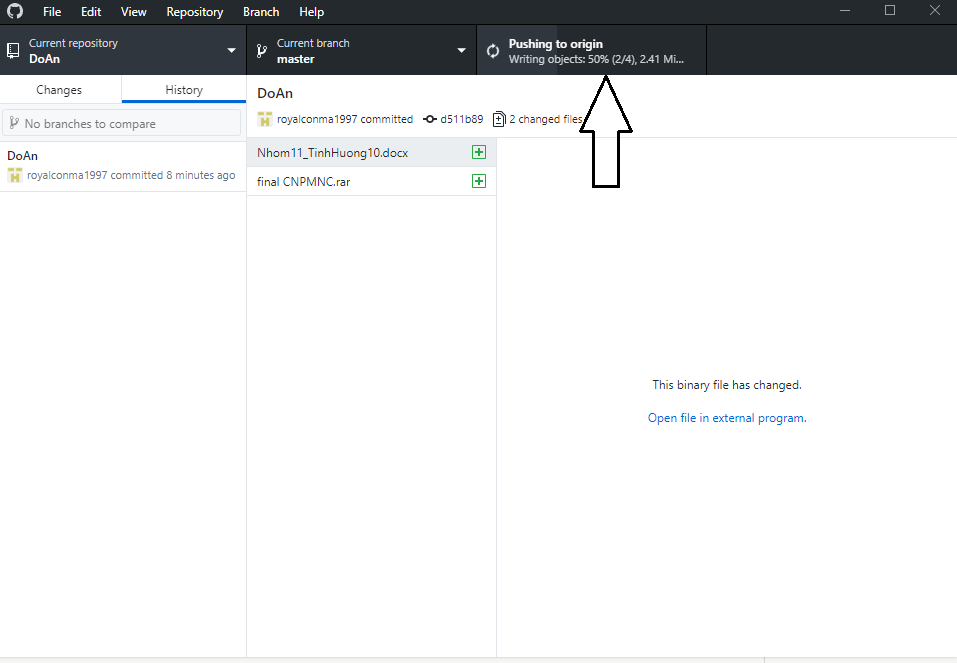 File Edit View Repository Branch Help
Current repository
DoAn
Current branch
master
Pushing to origin
Writing objects: 50% (2/4), 2.41 Mi...
Changes
History
No branches to compare
DoAn
royalconma1997 committed 8 minutes ago
DoAn
royalconma1997 committed d511b89 2 changed files
Nhom11_TinhHuong10.docx
final CNPMNC.rar
This binary file has changed.
Open file in external program.